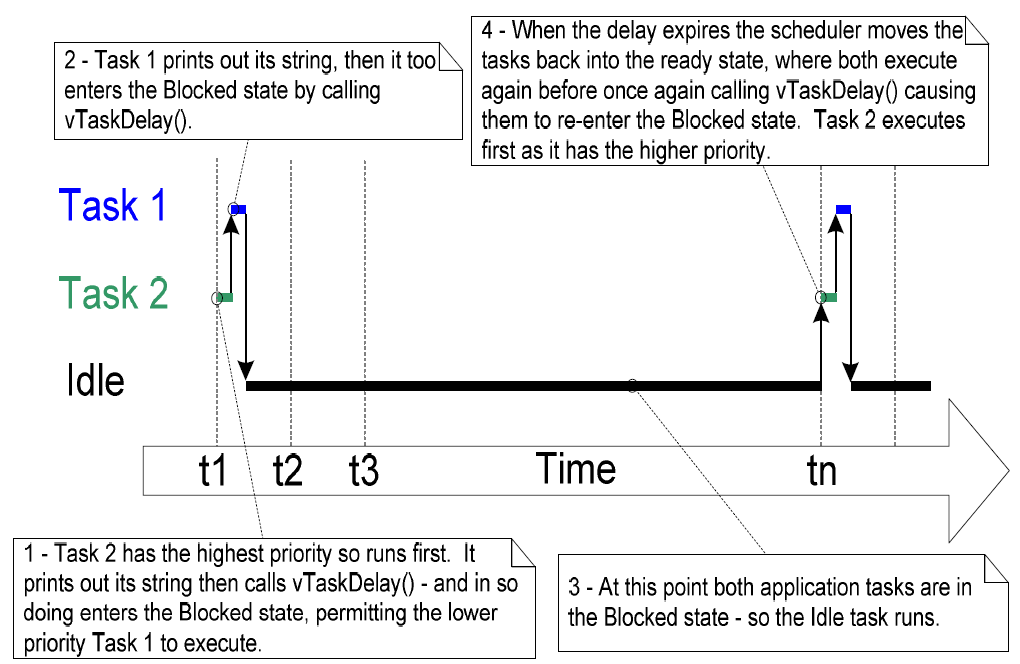 2 - Task 1 prints out its string, then it too
enters the Blocked state by calling
vTaskDelay().
4 - When the delay expires the scheduler moves the
tasks back into the ready state, where both execute
again before once again calling vTaskDelay() causing
them to re-enter the Blocked state.  Task 2 executes
first as it has the higher priority.
Task 1
Task 2
Idle
t1 t2 t3 Time tn
1 - Task 2 has the highest priority so runs first.  It
prints out its string then calls vTaskDelay() - and in so
doing enters the Blocked state, permitting the lower
priority Task 1 to execute.
3 - At this point both application tasks are in
the Blocked state - so the Idle task runs.